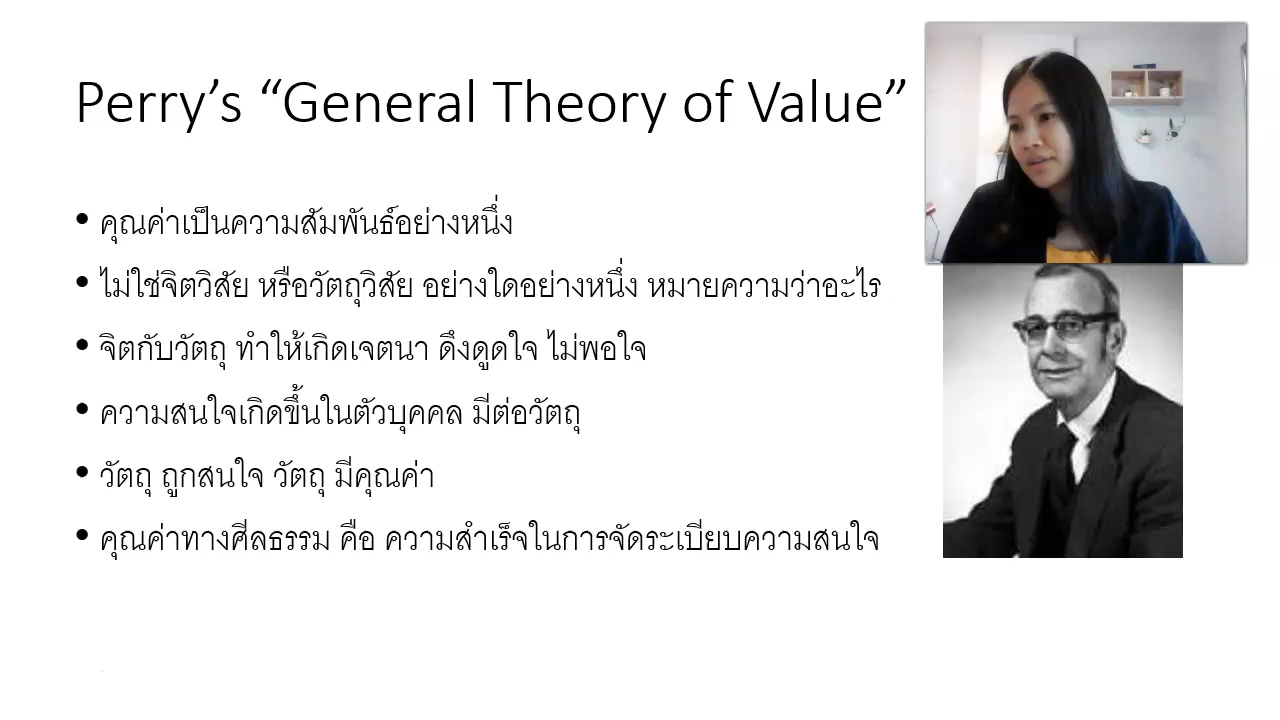 Perry’s “General Theory of Value”
• คุณค่าเป็นความสัมพันธ์อย่างหนึ่ง
• ไม่ใช่จิตวิสัย หรือวัตถุวิสัย อย่างใดอย่างหนึ่ง หมายความว่าอะไร
• จิตกับวัตถุ ทำให้เกิดเจตนา ดึงดูดใจ ไม่พอใจ
• ความสนใจเกิดขึ้นในตัวบุคคล มีต่อวัตถุ
• วัตถุ ถูกสนใจ วัตถุ มีคุณค่า
• คุณค่าทางศีลธรรม คือ ความสำเร็จในการจัดระเบียบความสนใจ